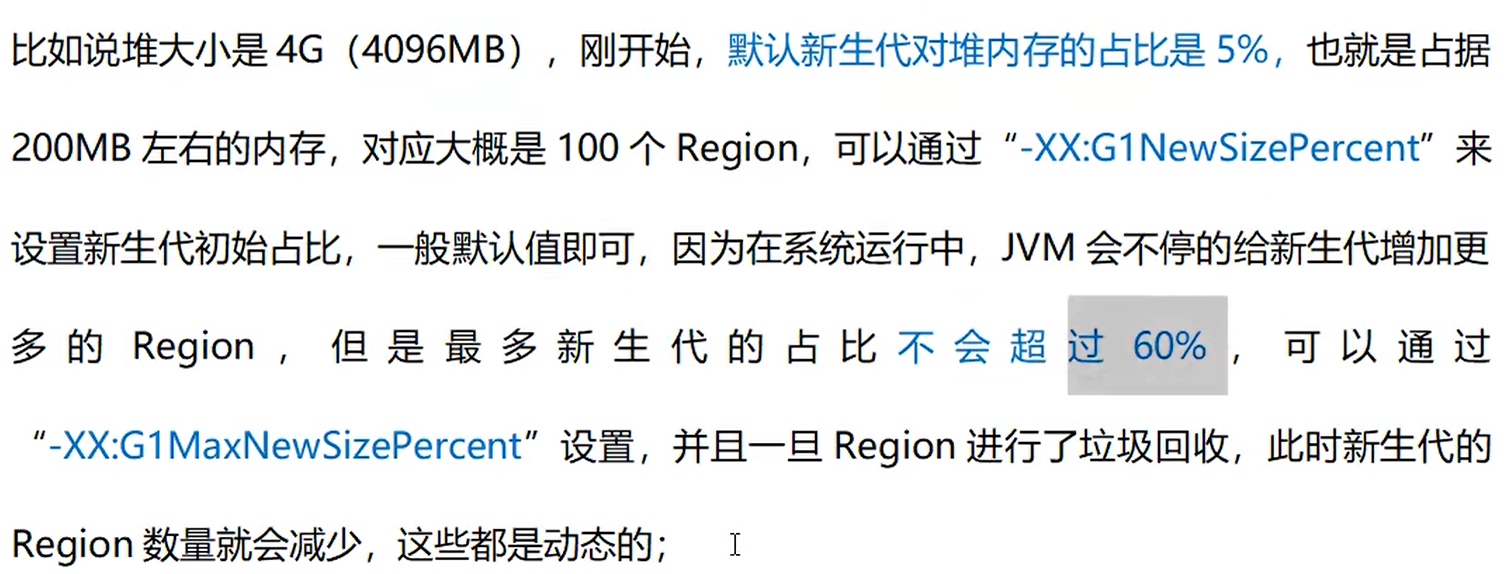 比如说堆大小是 4G（4096MB），刚开始，默认新生代对堆内存的占比是 5%，也就是占据
200MB 左右的内存，对应大概是 100 个 Region，可以通过“-XX:G1NewSizePercent”来
设置新生代初始占比，一般默认值即可，因为在系统运行中，JVM 会不停的给新生代增加更
多的 Region，但是最多新生代的占比不会超过 60%，可以通过
“-XX:G1MaxNewSizePercent”设置，并且一旦 Region 进行了垃圾回收，此时新生代的
Region 数量就会减少，这些都是动态的；